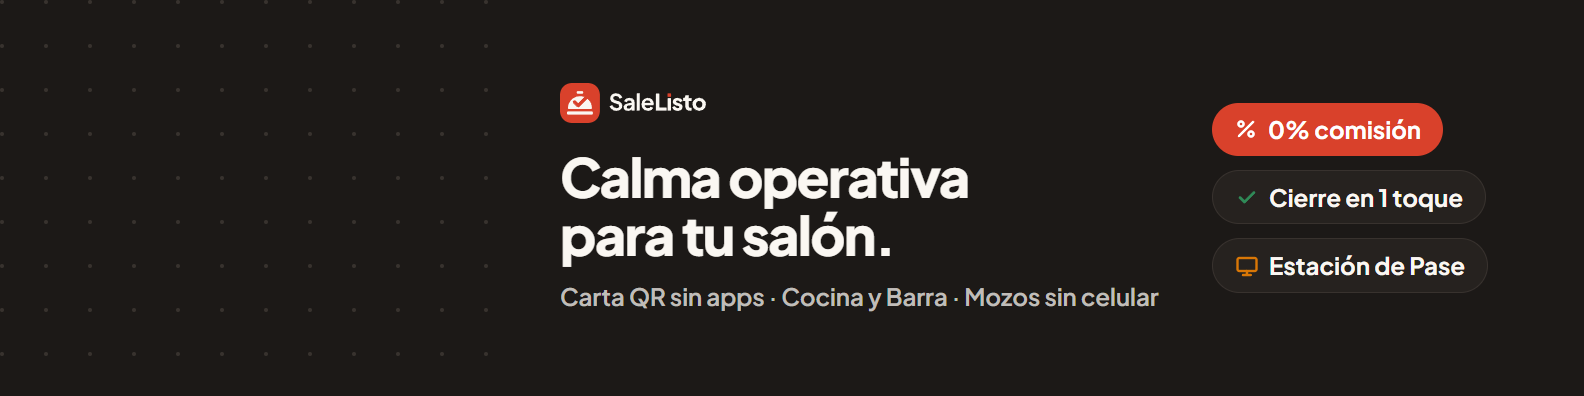 SaleListo
Calma operativa
para tu salón.
Carta QR sin apps · Cocina y Barra · Mozos sin celular
% 0% comisión
Cierre en 1 toque
Estación de Pase